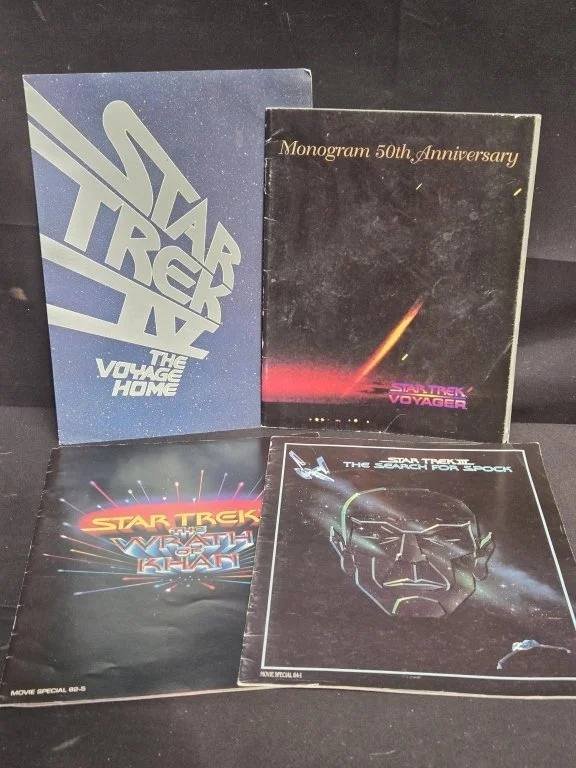 STAR
TREK
IV
THE
VOYAGE
HOME
Monogram 50th Anniversary
STAR TREK
VOYAGER
STAR TREK
THE
WRATH
OF
KHAN
MOVIE SPECIAL 82-5
STAR TREK III
THE SEARCH FOR SPOCK
MOVIE SPECIAL 84-1